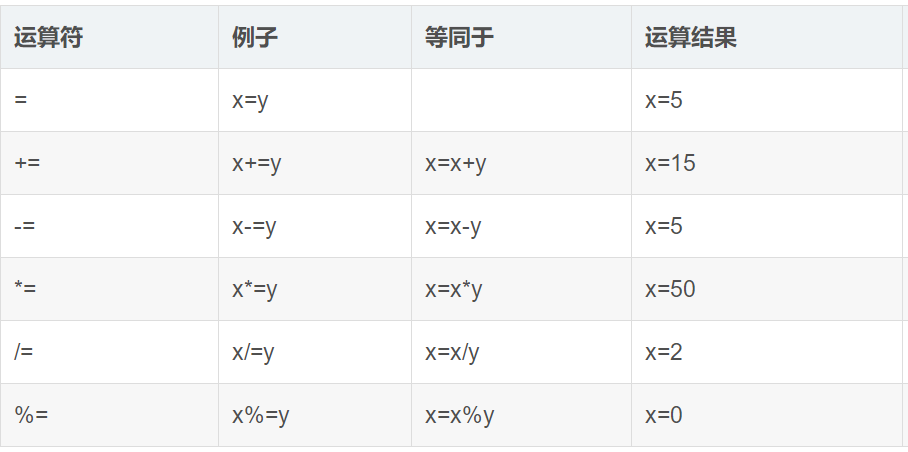 运算符 例子 等同于 运算结果
= x=y x=5
+= x+=y x=x+y x=15
-= x-=y x=x-y x=5
*= x*=y x=x*y x=50
/= x/=y x=x/y x=2
%= x%=y x=x%y x=0